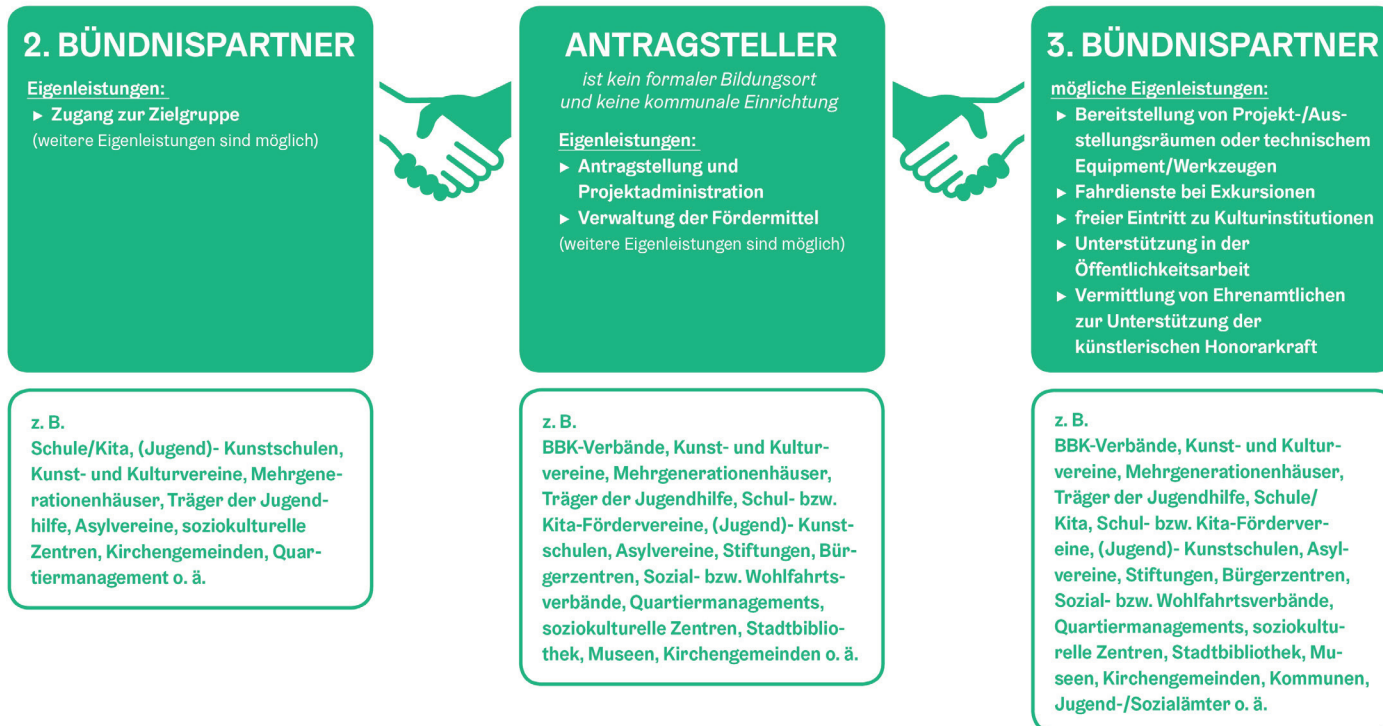 2. BÜNDNISPARTNER
Eigenleistungen:
► Zugang zur Zielgruppe
(weitere Eigenleistungen sind möglich)
z. B.
Schule/Kita, (Jugend)- Kunstschulen,
Kunst- und Kulturvereine, Mehrgene-
rationenhäuser, Träger der Jugend-
hilfe, Asylvereine, soziokulturelle
Zentren, Kirchengemeinden, Quar-
tiermanagement o. ä.
ANTRAGSTELLER
ist kein formaler Bildungsort
und keine kommunale Einrichtung
Eigenleistungen:
► Antragstellung und
Projektadministration
► Verwaltung der Fördermittel
(weitere Eigenleistungen sind möglich)
z. B.
BBK-Verbände, Kunst- und Kultur-
vereine, Mehrgenerationenhäuser,
Träger der Jugendhilfe, Schul- bzw.
Kita-Fördervereine, (Jugend)- Kunst-
schulen, Asylvereine, Stiftungen, Bür-
gerzentren, Sozial- bzw. Wohlfahrts-
verbände, Quartiermanagements,
soziokulturelle Zentren, Stadtbiblio-
thek, Museen, Kirchengemeinden o. ä.
3. BÜNDNISPARTNER
mögliche Eigenleistungen:
► Bereitstellung von Projekt-/Aus-
stellungsräumen oder technischem
Equipment/Werkzeugen
► Fahrdienste bei Exkursionen
► freier Eintritt zu Kulturinstitutionen
► Unterstützung in der
Öffentlichkeitsarbeit
► Vermittlung von Ehrenamtlichen
zur Unterstützung der
künstlerischen Honorarkraft
z. B.
BBK-Verbände, Kunst- und Kultur-
vereine, Mehrgenerationenhäuser,
Träger der Jugendhilfe, Schule/
Kita, Schul- bzw. Kita-Förderver-
eine, (Jugend)- Kunstschulen, Asyl-
vereine, Stiftungen, Bürgerzentren,
Sozial- bzw. Wohlfahrtsverbände,
Quartiermanagements, soziokultu-
relle Zentren, Stadtbibliothek, Mu-
seen, Kirchengemeinden, Kommunen,
Jugend-/Sozialämter o. ä.